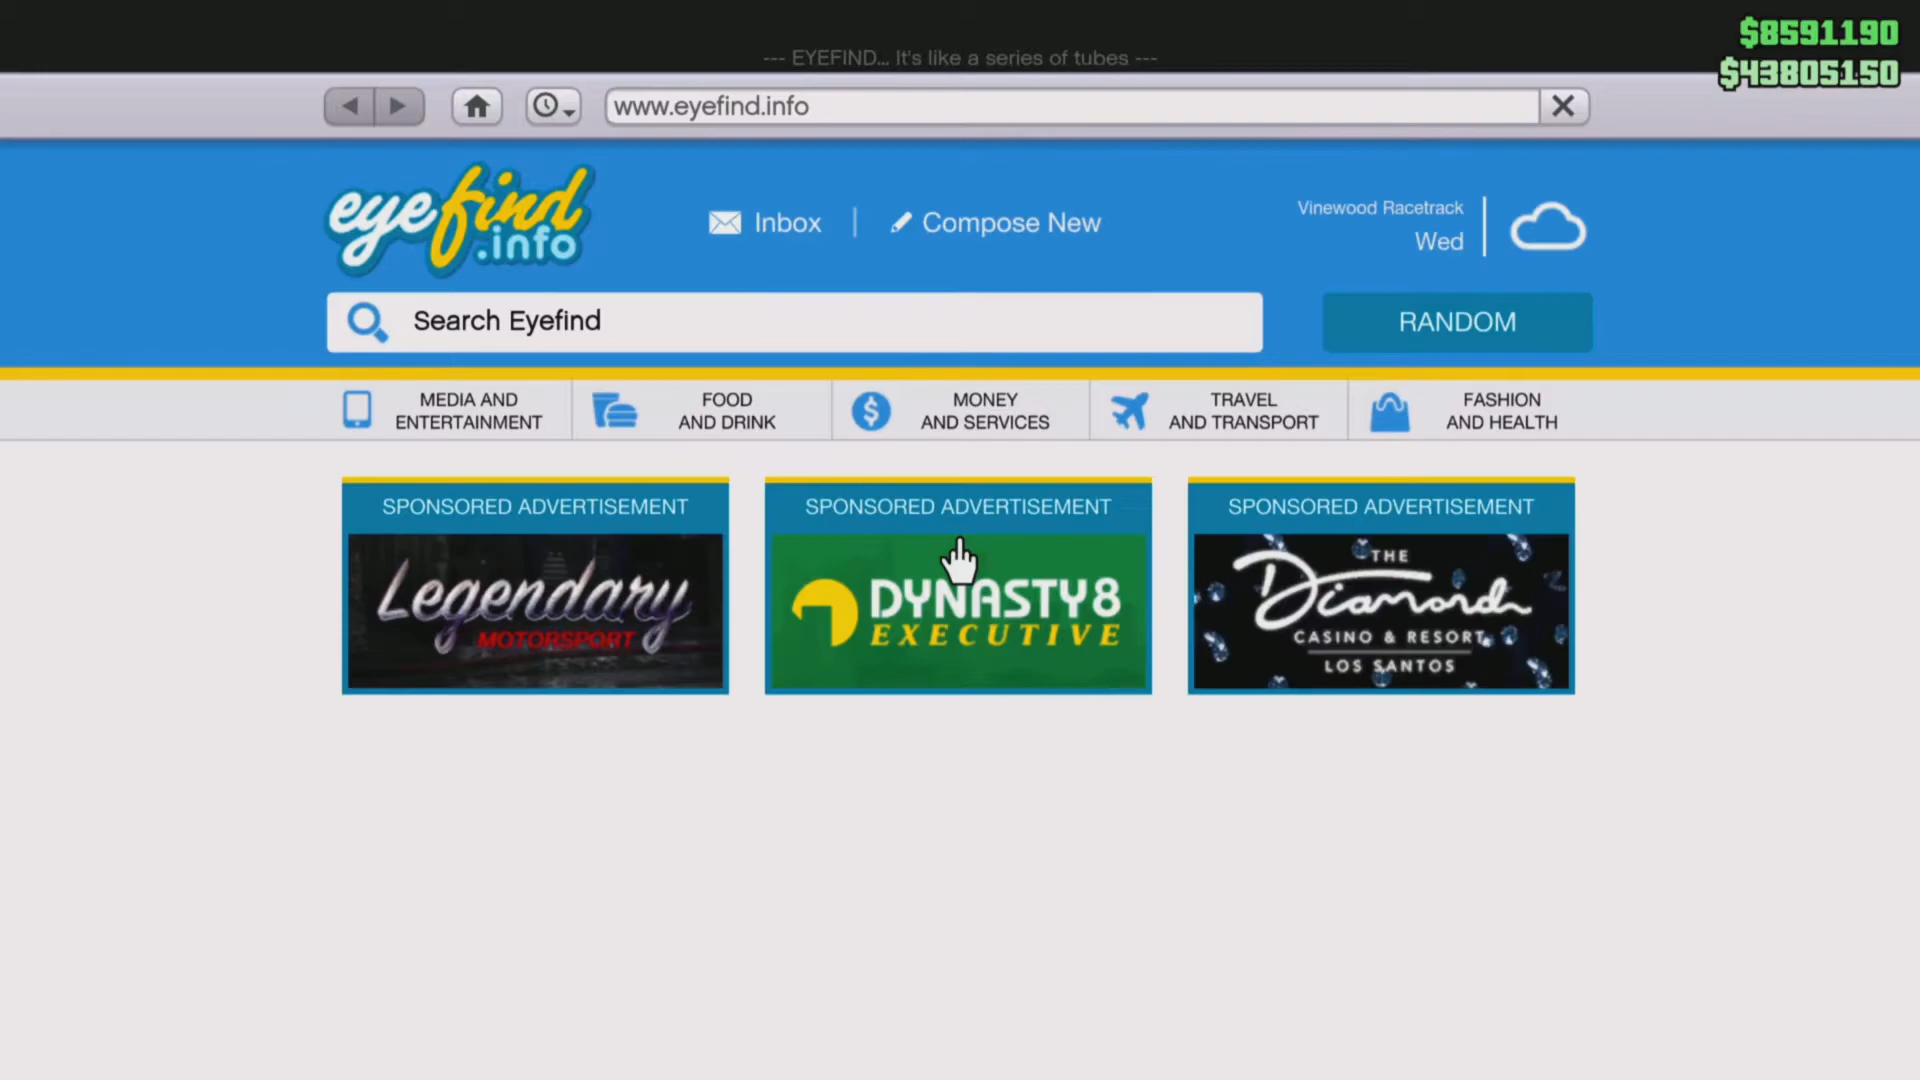 --- EYEFIND... It's like a series of tubes ---
$8591190
$43805150
www.eyefind.info
eyefind
.info
Inbox
Compose New
Vinewood Racetrack
Wed
Search Eyefind
RANDOM
MEDIA AND
ENTERTAINMENT
FOOD
AND DRINK
MONEY
AND SERVICES
TRAVEL
AND TRANSPORT
FASHION
AND HEALTH
SPONSORED ADVERTISEMENT
Legendary
MOTORSPORT
SPONSORED ADVERTISEMENT
DYNASTY8
EXECUTIVE
SPONSORED ADVERTISEMENT
THE
Diamond
CASINO & RESORT
LOS SANTOS